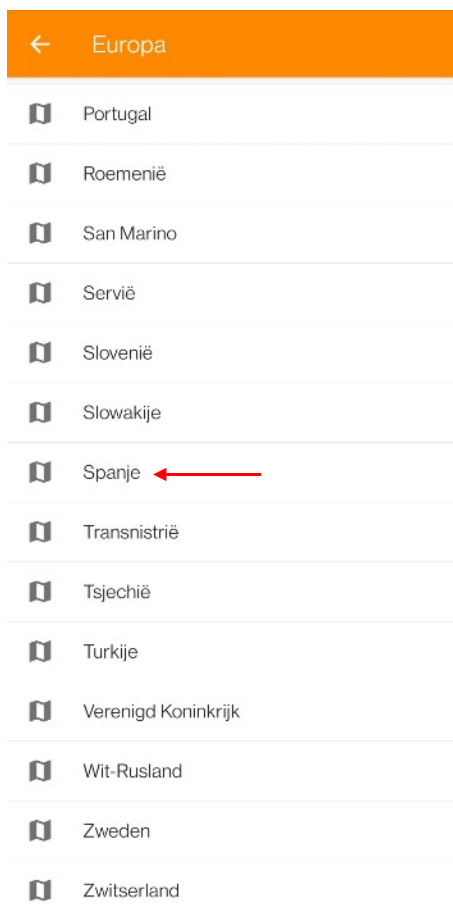 Europa
Portugal
Roemenië
San Marino
Servië
Slovenië
Slowakije
Spanje
Transnistrië
Tsjechië
Turkije
Verenigd Koninkrijk
Wit-Rusland
Zweden
Zwitserland